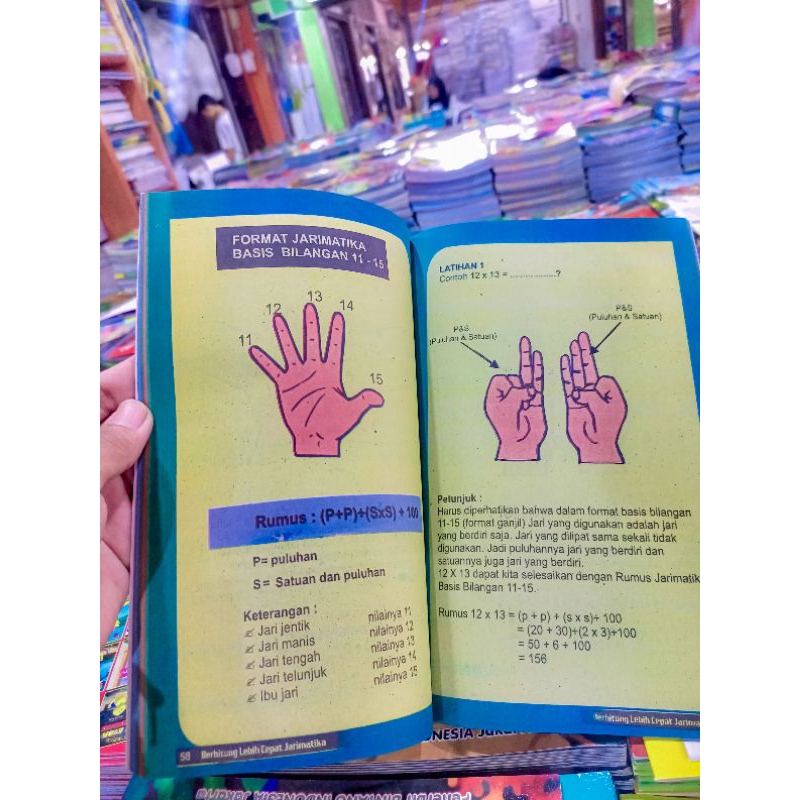 FORMAT JARIMATIKA
BASIS BILANGAN 11 - 15
11
12
13
14
15
Rumus : (P+P)+(SxS) + 100
P= puluhan
S= Satuan dan puluhan
Keterangan :
Jari jentik nilainya 11
Jari manis nilainya 12
Jari tengah nilainya 13
Jari telunjuk nilainya 14
Ibu jari nilainya 15
58 Berhitung Lebih Cepat Jarimatika
LATIHAN 1
Contoh 12 x 13 = ...................?
P&S
(Puluhan & Satuan)
P&S
(Puluhan & Satuan)
Petunjuk :
Harus diperhatikan bahwa dalam format basis bilangan
11-15 (format ganjil) Jari yang digunakan adalah jari
yang berdiri saja. Jari yang dilipat sama sekali tidak
digunakan. Jadi puluhannya jari yang berdiri dan
satuannya juga jari yang berdiri.
12 X 13 dapat kita selesaikan dengan Rumus Jarimatik
Basis Bilangan 11-15.
Rumus 12 x 13 = (p + p) + (s x s)+ 100
= (20 + 30)+(2 x 3)+100
= 50 + 6 + 100
= 156
Berhitung Lebih Cepat Jarima
NESIA